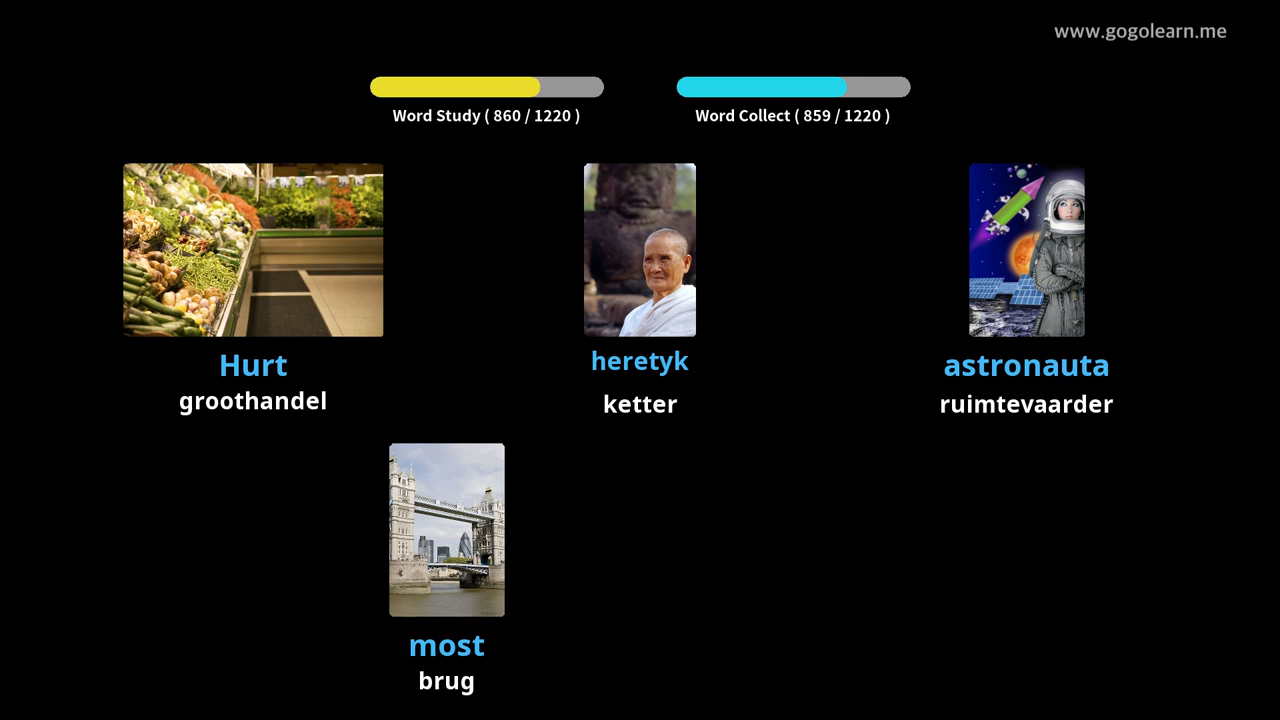 www.gogolearn.me
Word Study ( 860 / 1220 )
Word Collect ( 859 / 1220 )
Hurt
groothandel
heretyk
ketter
astronauta
ruimtevaarder
most
brug